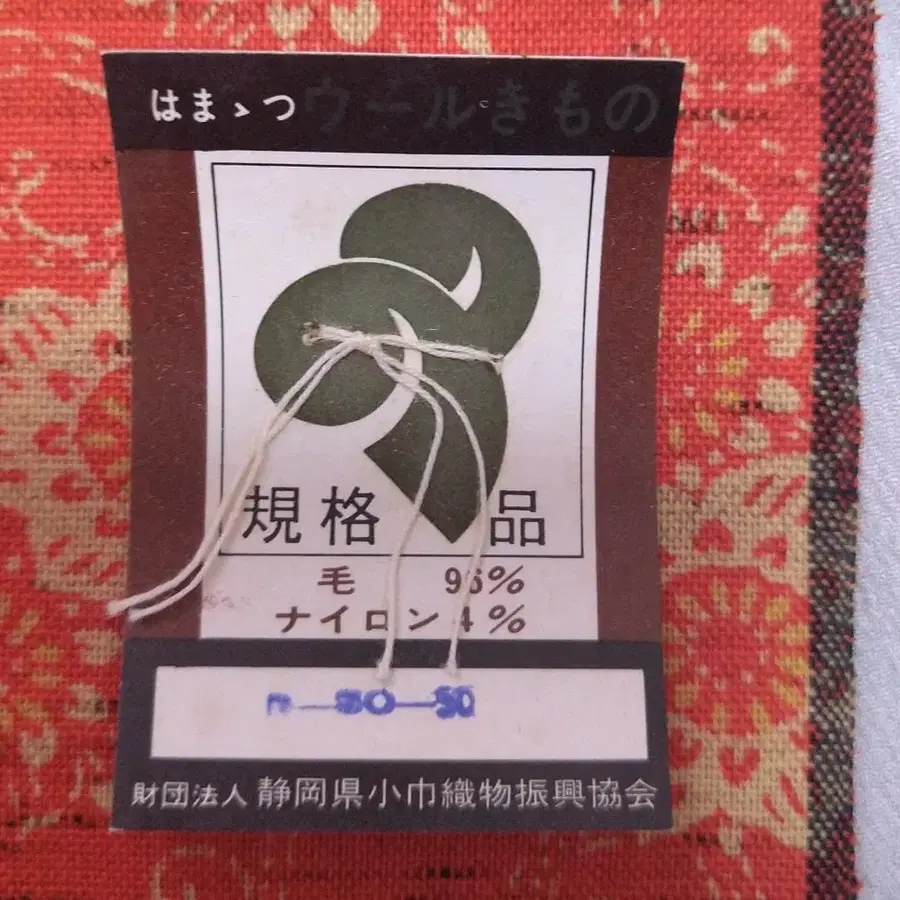 はまゝつウールきもの
規格品
毛 96%
ナイロン 4%
財団法人 静岡県小巾織物振興協会